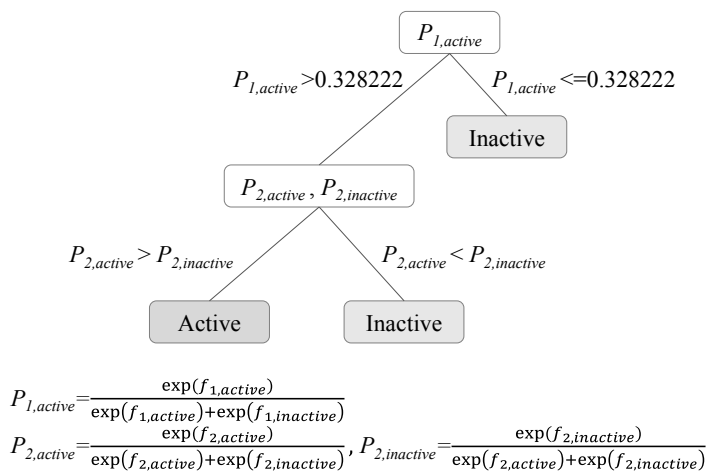 P1,active
P1,active >0.328222 P1,active <=0.328222
Inactive
P2,active , P2,inactive
P2,active > P2,inactive P2,active < P2,inactive
Active Inactive
P1,active=exp(f1,active)/(exp(f1,active)+exp(f1,inactive))
P2,active=exp(f2,active)/(exp(f2,active)+exp(f2,inactive)), P2,inactive=exp(f2,inactive)/(exp(f2,active)+exp(f2,inactive))